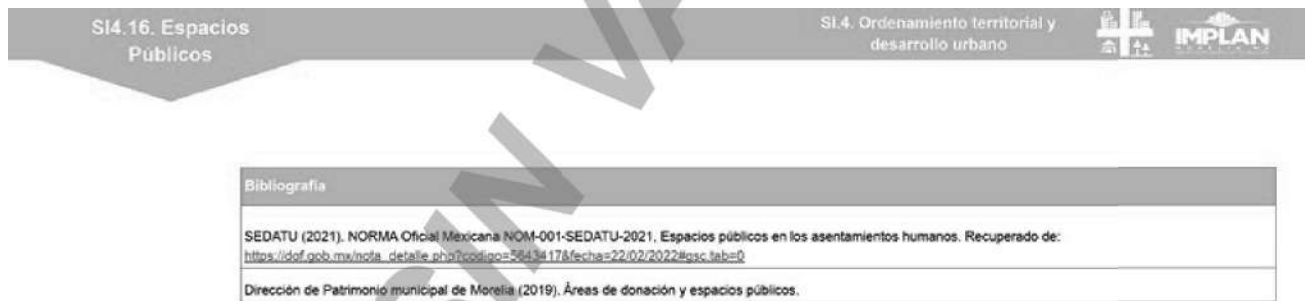 SI4.16. Espacios
Públicos
SI.4. Ordenamiento territorial y
desarrollo urbano
IMPLAN
Bibliografía
SEDATU (2021). NORMA Oficial Mexicana NOM-001-SEDATU-2021, Espacios públicos en los asentamientos humanos. Recuperado de:
https://dof.gob.mx/nota_detalle.php?codigo=5643417&fecha=22/02/2022#gsc.tab=0
Dirección de Patrimonio municipal de Morelia (2019). Áreas de donación y espacios públicos.
SIN VA